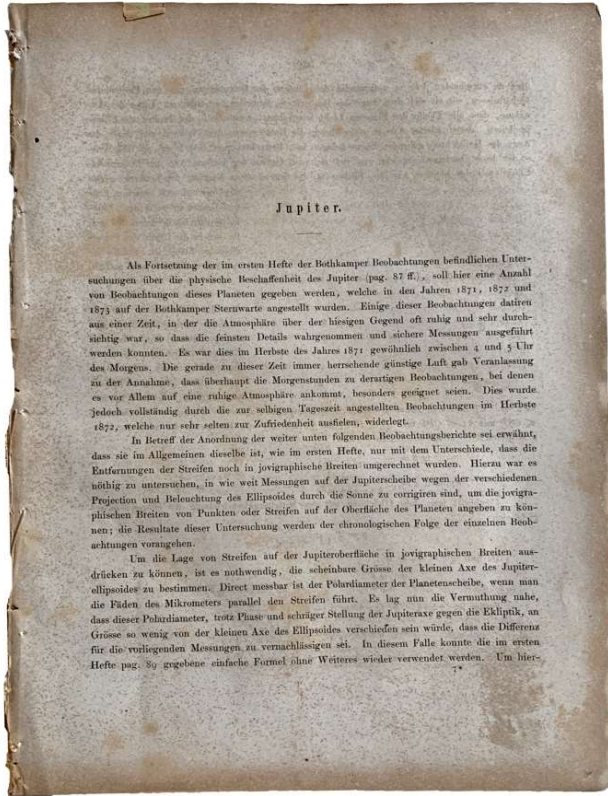 Jupiter.
Als Fortsetzung der im ersten Hefte der Bothkamper Beobachtungen befindlichen Unter-
suchungen über die physische Beschaffenheit des Jupiter (pag. 87 ff.), soll hier eine Anzahl
von Beobachtungen dieses Planeten gegeben werden, welche in den Jahren 1871, 1872 und
1873 auf der Bothkamper Sternwarte angestellt wurden. Einige dieser Beobachtungen datiren
aus einer Zeit, in der die Atmosphäre über der hiesigen Gegend oft ruhig und sehr durch-
sichtig war, so dass die feinsten Details wahrgenommen und sichere Messungen ausgeführt
werden konnten. Es war dies im Herbste des Jahres 1871 gewöhnlich zwischen 4 und 5 Uhr
des Morgens. Die gerade zu dieser Zeit immer herrschende günstige Luft gab Veranlassung
zu der Annahme, dass überhaupt die Morgenstunden zu derartigen Beobachtungen, bei denen
es vor Allem auf eine ruhige Atmosphäre ankommt, besonders geeignet seien. Dies wurde
jedoch vollständig durch die zur selbigen Tageszeit angestellten Beobachtungen im Herbste
1872, welche nur sehr selten zur Zufriedenheit ausfielen, widerlegt.
In Betreff der Anordnung der weiter unten folgenden Beobachtungsberichte sei erwähnt,
dass sie im Allgemeinen dieselbe ist, wie im ersten Hefte, nur mit dem Unterschiede, dass die
Entfernungen der Streifen noch in jovigraphische Breiten umgerechnet wurden. Hierzu war es
nöthig zu untersuchen, in wie weit Messungen auf der Jupiterscheibe wegen der verschiedenen
Projection und Beleuchtung des Ellipsoides durch die Sonne zu corrigiren sind, um die jovigra-
phischen Breiten von Punkten oder Streifen auf der Oberfläche des Planeten angeben zu kön-
nen; die Resultate dieser Untersuchung werden der chronologischen Folge der einzelnen Beob-
achtungen vorangehen.
Um die Lage von Streifen auf der Jupiteroberfläche in jovigraphischen Breiten aus-
drücken zu können, ist es nothwendig, die scheinbare Grösse der kleinen Axe des Jupiter-
ellipsoides zu bestimmen. Direct messbar ist der Polardiameter der Planetenscheibe, wenn man
die Fäden des Mikrometers parallel den Streifen führt. Es lag nun die Vermuthung nahe,
dass dieser Polardiameter, trotz Phase und schräger Stellung der Jupiteraxe gegen die Ekliptik, an
Grösse so wenig von der kleinen Axe des Ellipsoides verschieden sein würde, dass die Differenz
für die vorliegenden Messungen zu vernachlässigen sei. In diesem Falle konnte die im ersten
Hefte pag. 89 gegebene einfache Formel ohne Weiteres wieder verwendet werden. Um hier-